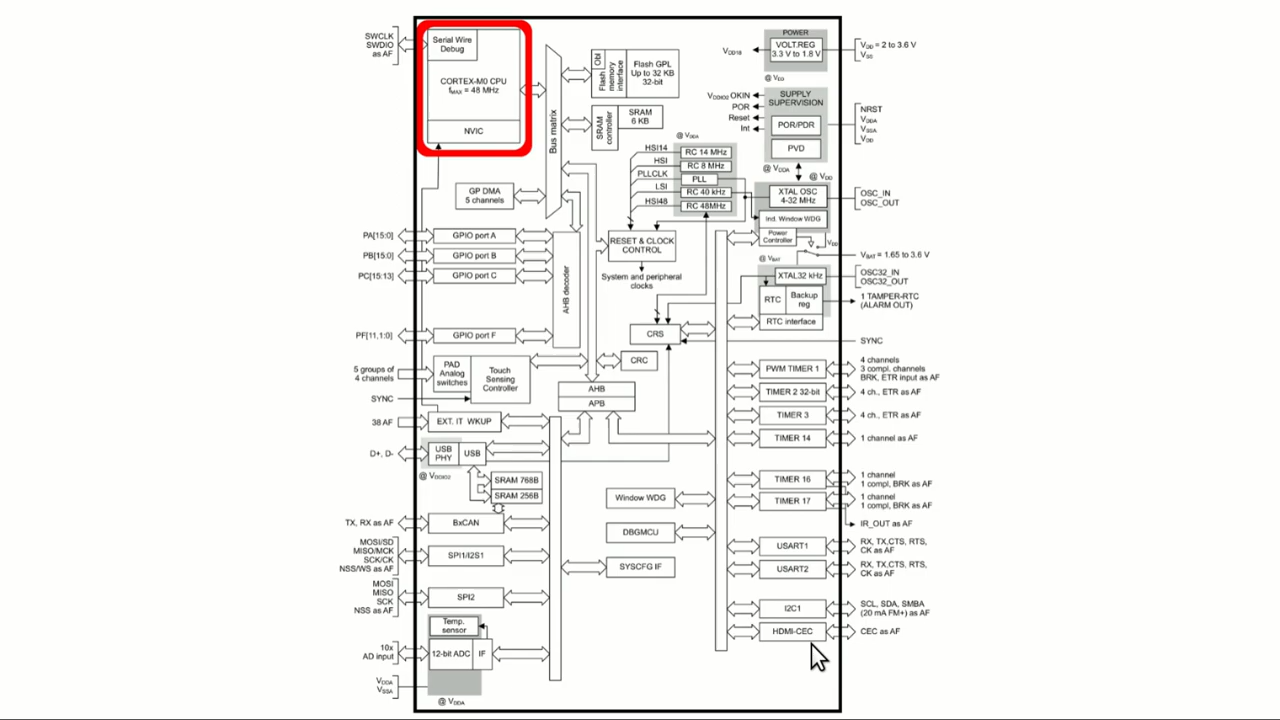 SWCLK
SWDIO
as AF
Serial Wire
Debug
CORTEX-M0 CPU
fMAX = 48 MHz
NVIC
Bus matrix
Obl
Flash
memory
interface
Flash GPL
Up to 32 KB
32-bit
SRAM
controller
SRAM
6 KB
POWER
VOLT.REG
3.3 V to 1.8 V
VDD18
VDD = 2 to 3.6 V
VSS
@ VDD
SUPPLY
SUPERVISION
POR/PDR
PVD
VDDIO2 OKIN
POR
Reset
Int
NRST
VDDA
VSSA
VDD
@ VDDA
@ VDD
@ VDDA
HSI14
HSI
PLLCLK
LSI
HSI48
RC 14 MHz
RC 8 MHz
PLL
RC 40 kHz
RC 48MHz
XTAL OSC
4-32 MHz
OSC_IN
OSC_OUT
Ind. Window WDG
Power
Controller
VDD
@ VBAT
VBAT = 1.65 to 3.6 V
GP DMA
5 channels
PA[15:0]
GPIO port A
PB[15:0]
GPIO port B
PC[15:13]
GPIO port C
PF[11,1:0]
GPIO port F
AHB decoder
RESET & CLOCK
CONTROL
System and peripheral
clocks
XTAL32 kHz
OSC32_IN
OSC32_OUT
RTC
Backup
reg
1 TAMPER-RTC
(ALARM OUT)
RTC interface
CRS
SYNC
CRC
5 groups of
4 channels
PAD
Analog
switches
Touch
Sensing
Controller
SYNC
AHB
APB
38 AF
EXT. IT WKUP
D+, D-
USB
PHY
USB
@ VDDIO2
SRAM 768B
SRAM 256B
TX, RX as AF
BxCAN
MOSI/SD
MISO/MCK
SCK/CK
NSS/WS as AF
SPI1/I2S1
MOSI
MISO
SCK
NSS as AF
SPI2
Temp.
sensor
10x
AD input
12-bit ADC
IF
VDDA
VSSA
@ VDDA
Window WDG
DBGMCU
SYSCFG IF
PWM TIMER 1
4 channels
3 compl. channels
BRK, ETR input as AF
TIMER 2 32-bit
4 ch., ETR as AF
TIMER 3
4 ch., ETR as AF
TIMER 14
1 channel as AF
TIMER 16
1 channel
1 compl, BRK as AF
TIMER 17
1 channel
1 compl, BRK as AF
IR_OUT as AF
USART1
RX, TX,CTS, RTS,
CK as AF
USART2
RX, TX,CTS, RTS,
CK as AF
I2C1
SCL, SDA, SMBA
(20 mA FM+) as AF
HDMI-CEC
CEC as AF